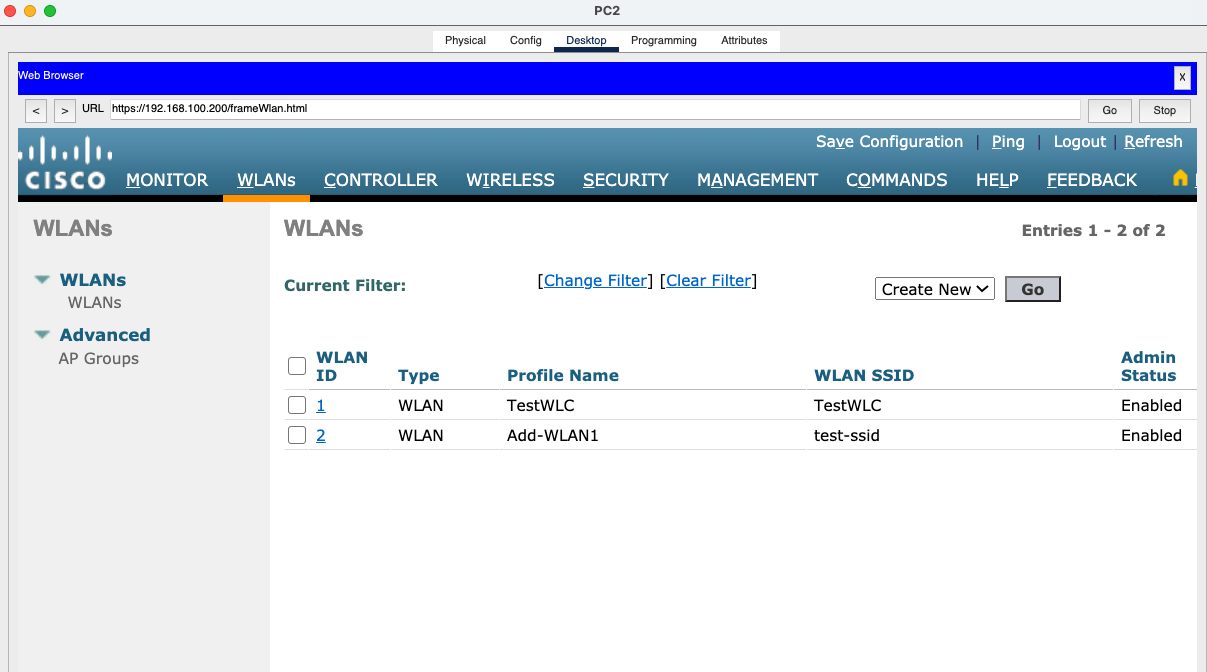 PC2
Physical Config Desktop Programming Attributes
Web Browser X
< > URL https://192.168.100.200/frameWlan.html Go Stop
Save Configuration | Ping | Logout | Refresh
CISCO MONITOR WLANs CONTROLLER WIRELESS SECURITY MANAGEMENT COMMANDS HELP FEEDBACK
WLANs
WLANs
WLANs
Advanced
AP Groups
WLANs Entries 1 - 2 of 2
Current Filter: [Change Filter] [Clear Filter] Create New Go
WLAN ID Type Profile Name WLAN SSID Admin Status
1 WLAN TestWLC TestWLC Enabled
2 WLAN Add-WLAN1 test-ssid Enabled